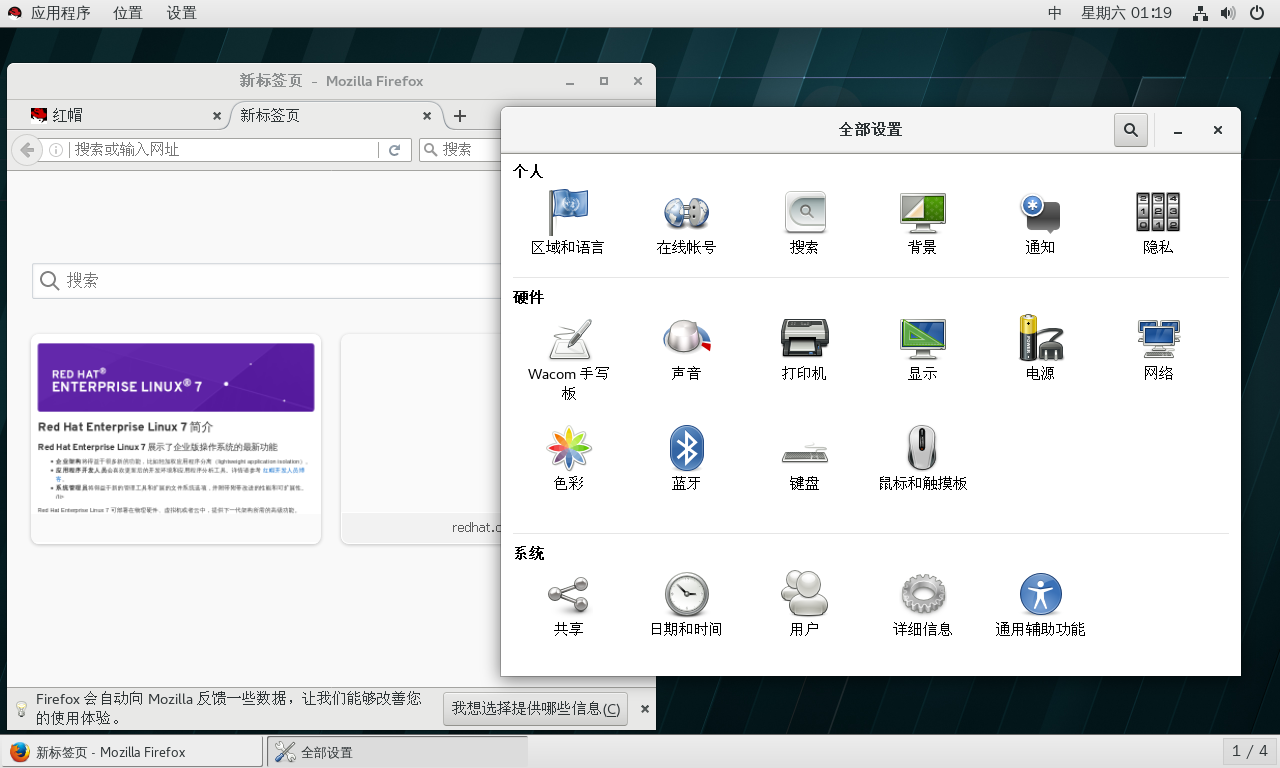 应用程序 位置 设置 中 星期六 01∶19
新标签页 - Mozilla Firefox
红帽 新标签页
搜索或输入网址 搜索
搜索
RED HAT®
ENTERPRISE LINUX® 7
Red Hat Enterprise Linux 7 简介
Red Hat Enterprise Linux 7 展示了企业版操作系统的最新功能
redhat.c
Firefox 会自动向 Mozilla 反馈一些数据，让我们能够改善您
的使用体验。
我想选择提供哪些信息(C)
全部设置
个人
区域和语言 在线帐号 搜索 背景 通知 隐私
硬件
Wacom 手写
板
声音 打印机 显示 电源 网络
色彩 蓝牙 键盘 鼠标和触摸板
系统
共享 日期和时间 用户 详细信息 通用辅助功能
新标签页 - Mozilla Firefox 全部设置 1 / 4